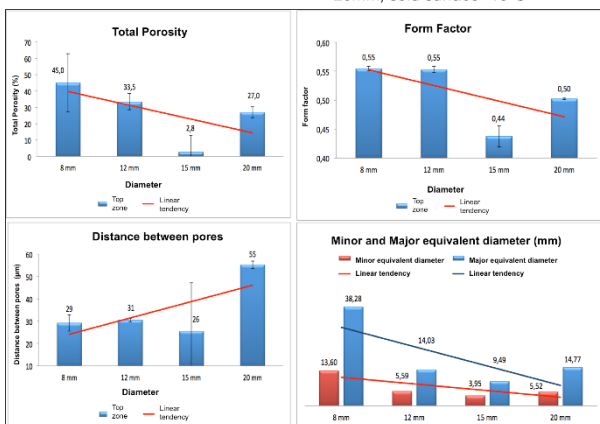 Total Porosity
Total Porosity (%)
70
60
50
40
30
20
10
0
45,0
33,5
2,8
27,0
8 mm 12 mm 15 mm 20 mm
Diameter
Top zone
Linear tendency
Form Factor
Form factor
0,60
0,55
0,50
0,45
0,40
0,55
0,55
0,44
0,50
8 mm 12 mm 15 mm 20 mm
Diameter
Top zone
Linear tendency
Distance between pores
Distance between pores (µm)
60
50
40
30
20
10
29
31
26
55
8 mm 12 mm 15 mm 20 mm
Diameter
Top zone
Linear tendency
Minor and Major equivalent diameter (mm)
Minor equivalent diameter Major equivalent diameter
Linear tendency Linear tendency
38,28
13,60
14,03
5,59
9,49
3,95
14,77
5,52
8 mm 12 mm 15 mm 20 mm